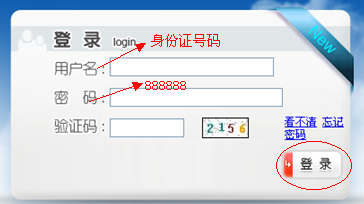 登 录 login 身份证号码
New
用户名:
888888
密 码:
验证码: 2156
看不清 忘记
密码
登 录